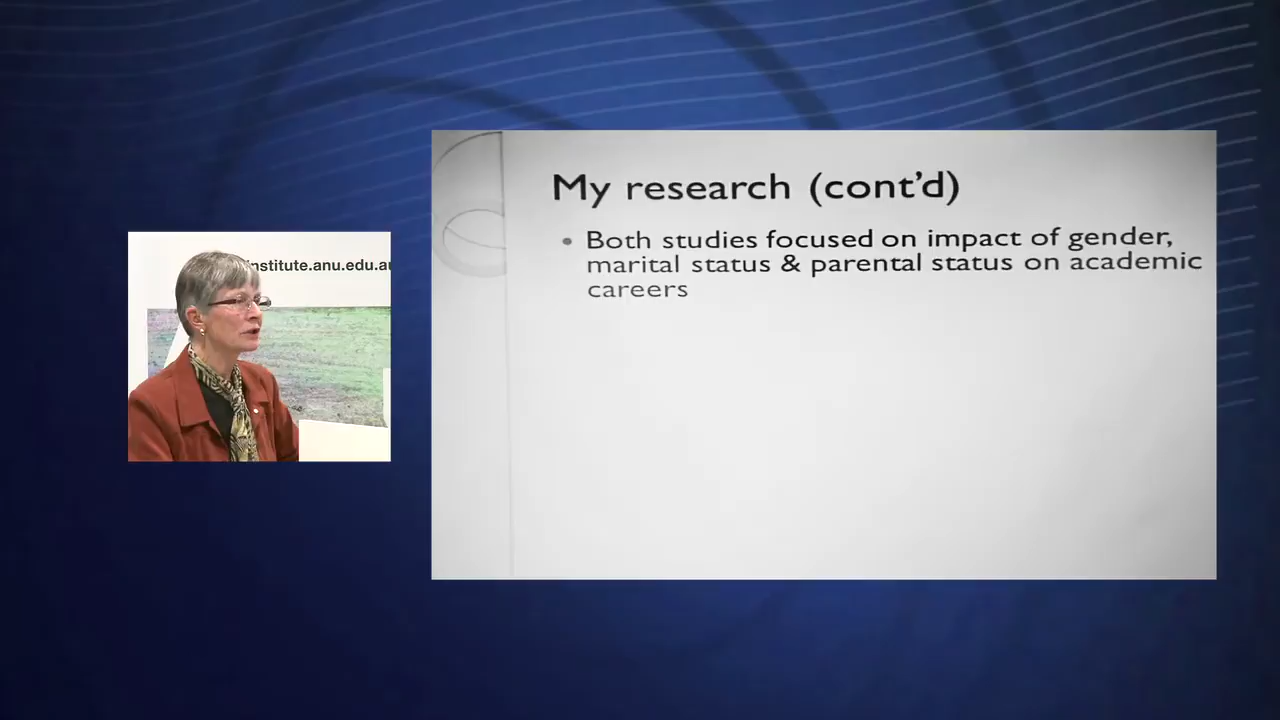 institute.anu.edu.au
My research (cont'd)
• Both studies focused on impact of gender,
marital status & parental status on academic
careers